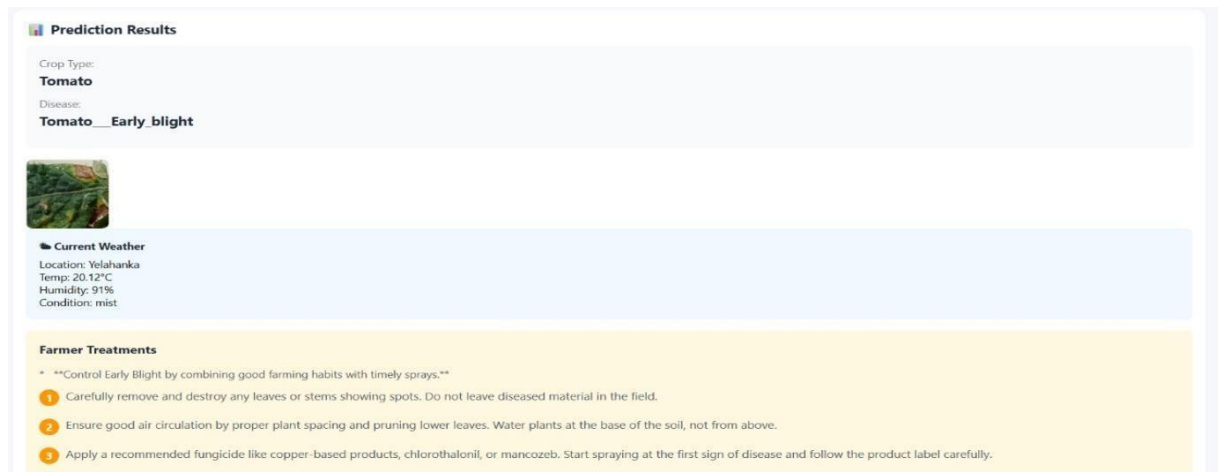 Prediction Results
Crop Type:
Tomato
Disease:
Tomato___Early_blight
Current Weather
Location: Yelahanka
Temp: 20.12°C
Humidity: 91%
Condition: mist
Farmer Treatments
* **Control Early Blight by combining good farming habits with timely sprays.**
1 Carefully remove and destroy any leaves or stems showing spots. Do not leave diseased material in the field.
2 Ensure good air circulation by proper plant spacing and pruning lower leaves. Water plants at the base of the soil, not from above.
3 Apply a recommended fungicide like copper-based products, chlorothalonil, or mancozeb. Start spraying at the first sign of disease and follow the product label carefully.